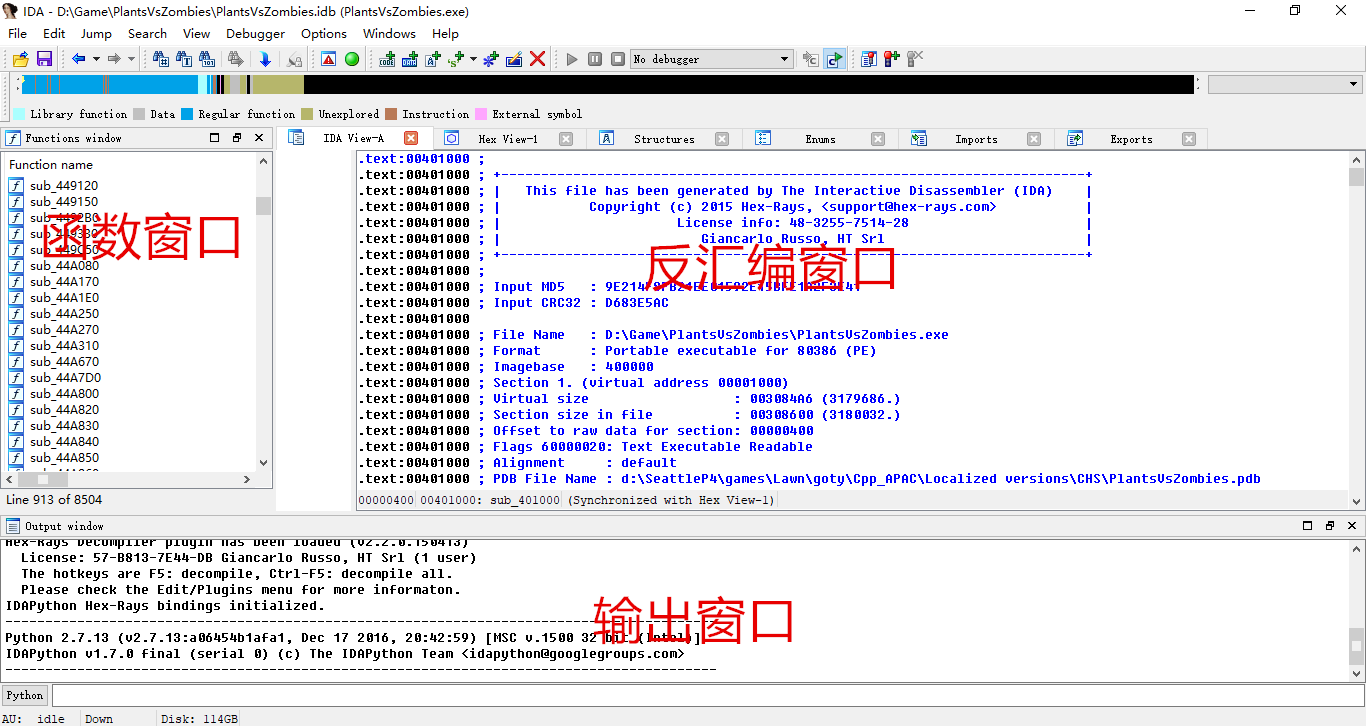 IDA - D:\Game\PlantsVsZombies\PlantsVsZombies.idb (PlantsVsZombies.exe)
File Edit Jump Search View Debugger Options Windows Help
No debugger
Library function Data Regular function Unexplored Instruction External symbol
Functions window
IDA View-A Hex View-1 Structures Enums Imports Exports
Function name
sub_449120
sub_449150
函数窗口
sub_44A080
sub_44A170
sub_44A1E0
sub_44A250
sub_44A270
sub_44A310
sub_44A670
sub_44A7D0
sub_44A800
sub_44A820
sub_44A830
sub_44A840
sub_44A850
Line 913 of 8504
.text:00401000 ;
.text:00401000 ; +-------------------------------------------------------------------------+
.text:00401000 ; | This file has been generated by The Interactive Disassembler (IDA) |
.text:00401000 ; | Copyright (c) 2015 Hex-Rays, <support@hex-rays.com> |
.text:00401000 ; | License info: 48-3255-7514-28 |
.text:00401000 ; | Giancarlo Russo, HT Srl |
.text:00401000 ; +-------------------------------------------------------------------------+
反汇编窗口
.text:00401000 ;
.text:00401000 ; Input MD5 :
.text:00401000 ; Input CRC32 : D683E5AC
.text:00401000
.text:00401000 ; File Name : D:\Game\PlantsVsZombies\PlantsVsZombies.exe
.text:00401000 ; Format : Portable executable for 80386 (PE)
.text:00401000 ; Imagebase : 400000
.text:00401000 ; Section 1. (virtual address 00001000)
.text:00401000 ; Virtual size : 003084A6 (3179686.)
.text:00401000 ; Section size in file : 00308600 (3180032.)
.text:00401000 ; Offset to raw data for section: 00000400
.text:00401000 ; Flags 60000020: Text Executable Readable
.text:00401000 ; Alignment : default
.text:00401000 ; PDB File Name : d:\SeattleP4\games\Lawn\goty\Cpp_APAC\Localized versions\CHS\PlantsVsZombies.pdb
00000400 00401000: sub_401000 (Synchronized with Hex View-1)
Output window
Hex-Rays Decompiler plugin has been loaded (v2.2.0.150413)
License: 57-B813-7E44-DB Giancarlo Russo, HT Srl (1 user)
The hotkeys are F5: decompile, Ctrl-F5: decompile all.
Please check the Edit/Plugins menu for more informaton.
IDAPython Hex-Rays bindings initialized.
输出窗口
Python 2.7.13 (v2.7.13:a06454b1afa1, Dec 17 2016, 20:42:59) [MSC v.1500 32 bit (Intel)]
IDAPython v1.7.0 final (serial 0) (c) The IDAPython Team <idapython@googlegroups.com>
Python
AU: idle Down Disk: 114GB